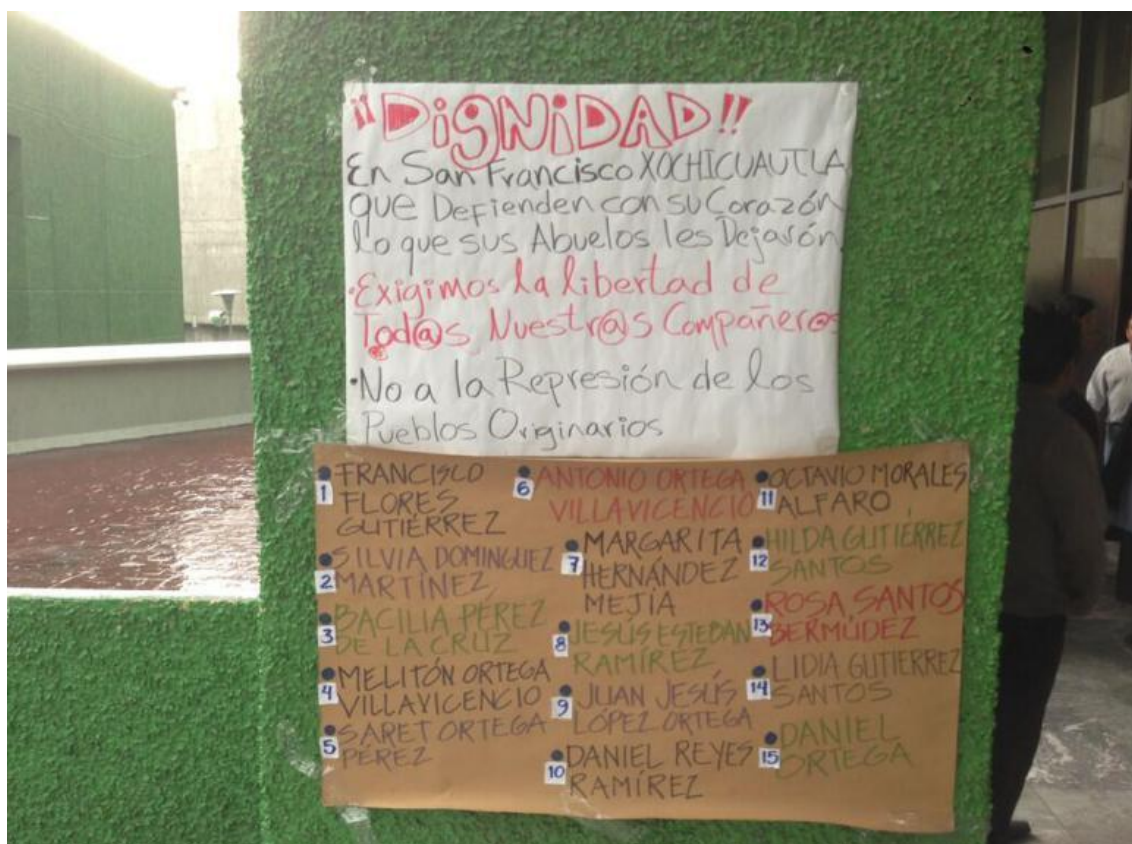 ¡¡DIGNIDAD!!
En San Francisco XOCHICUAUTLA
que Defienden con su Corazón
lo que sus Abuelos les Dejarón
·Exigimos la libertad de
Tod@s Nuestr@s Compañer@s
·No a la Represión de los
Pueblos Originarios
1 FRANCISCO
FLORES
GUTIÉRREZ
2 SILVIA DOMINGUEZ
MARTÍNEZ
3 BACILIA PÉREZ
DE LA CRUZ
4 MELITÓN ORTEGA
VILLAVICENCIO
5 SARET ORTEGA
PÉREZ
6 ANTONIO ORTEGA
VILLAVICENCIO
7 MARGARITA
HERNÁNDEZ
MEJÍA
8 JESÚS ESTEBAN
RAMÍREZ
9 JUAN JESÚS
LÓPEZ ORTEGA
10 DANIEL REYES
RAMÍREZ
11 OCTAVIO MORALES
ALFARO
12 HILDA GUTIÉRREZ
SANTOS
13 ROSA SANTOS
BERMÚDEZ
14 LIDIA GUTIERREZ
SANTOS
15 DANIEL
ORTEGA